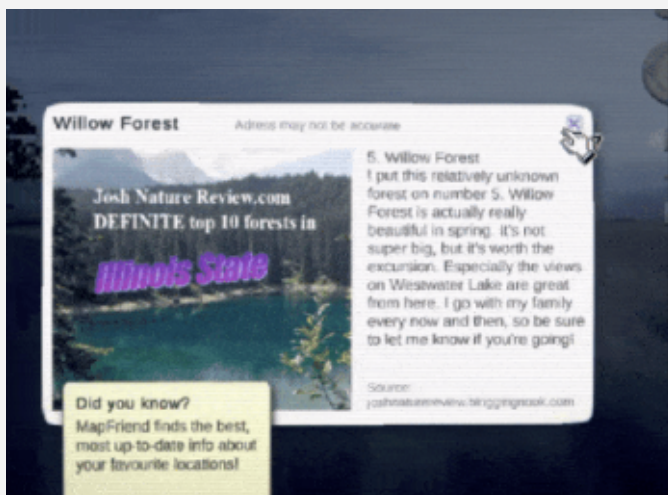 Willow Forest
Adress may not be accurate
Josh Nature Review.com
DEFINITE top 10 forests in
Illinois State
5. Willow Forest
I put this relatively unknown
forest on number 5. Willow
Forest is actually really
beautiful in spring. It's not
super big, but it's worth the
excursion. Especially the views
on Westwater Lake are great
from here. I go with my family
every now and then, so be sure
to let me know if you're going!
Source:
joshnaturereview.bloggingnook.com
Did you know?
MapFriend finds the best,
most up-to-date info about
your favourite locations!